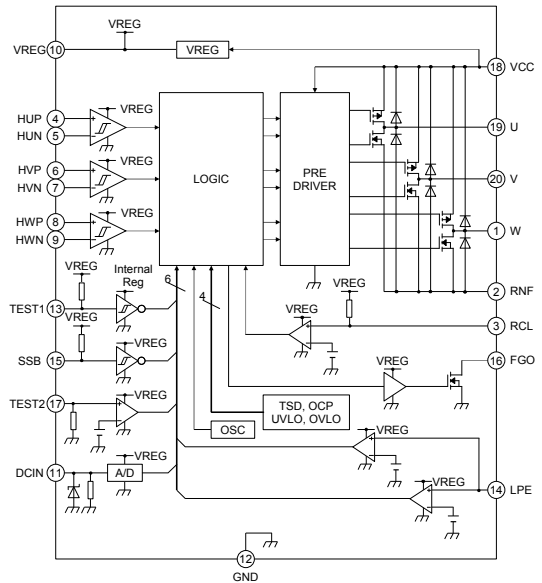 VREG 10 VREG VREG 18 VCC
HUP 4 VREG
HUN 5
19 U
HVP 6 VREG
HVN 7
LOGIC
PRE
DRIVER
20 V
HWP 8 VREG
HWN 9
1 W
VREG Internal
Reg
6 4
VREG
2 RNF
TEST1 13 VREG
VREG
3 RCL
SSB 15
VREG
16 FGO
TEST2 17 VREG
TSD, OCP
UVLO, OVLO
OSC
VREG
DCIN 11 A/D VREG
VREG
14 LPE
12
GND